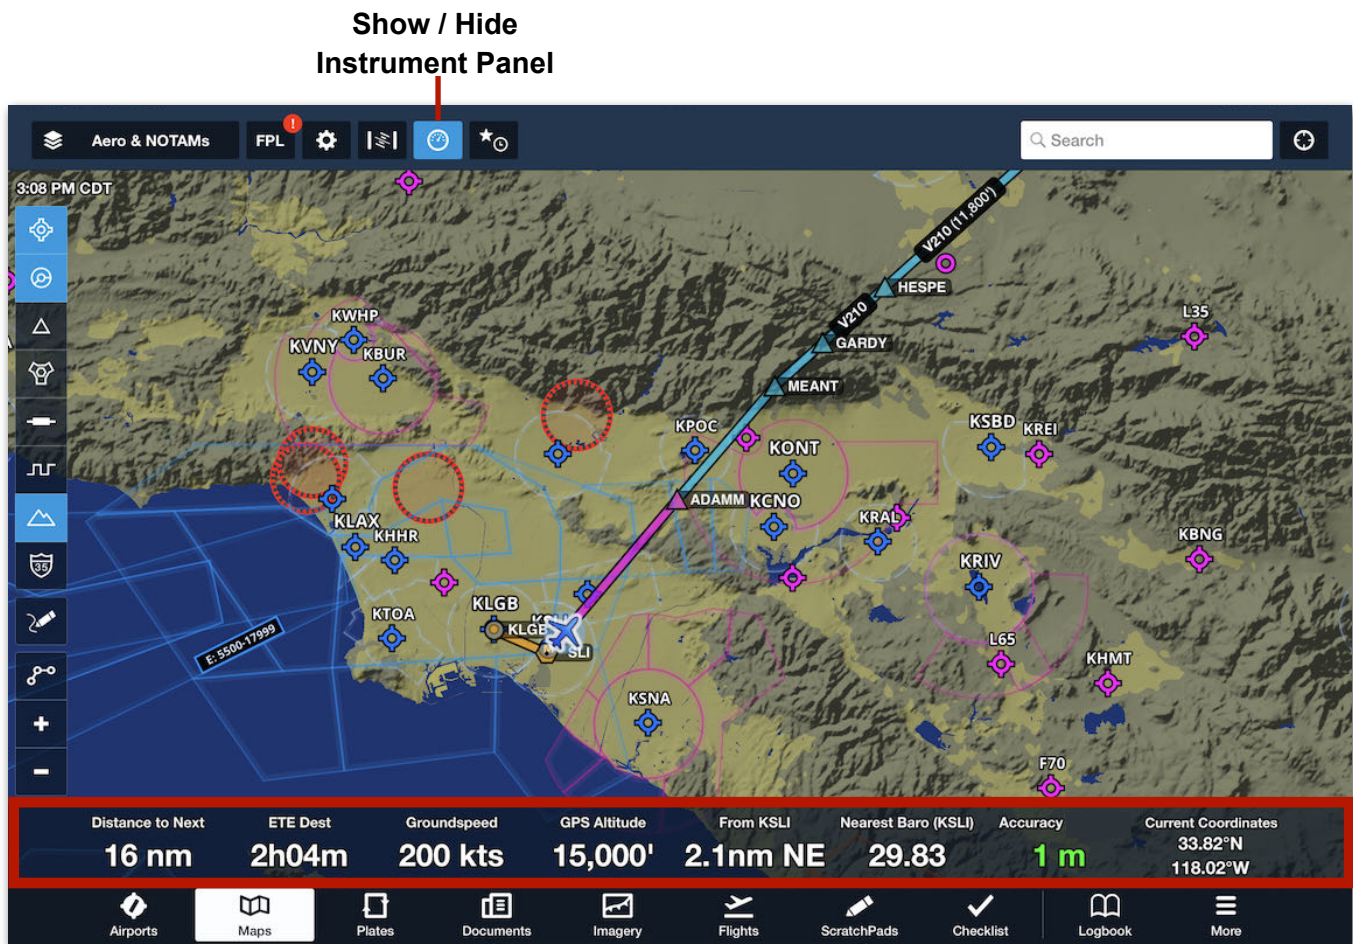 Show / Hide
Instrument Panel
Aero & NOTAMs
FPL
!
Search
3:08 PM CDT
V210 (11,800')
HESPE
V210
L35
GARDY
KWHP
KVNY
KBUR
MEANT
KPOC
KONT
KSBD
KREI
ADAMM
KCNO
KRAL
KLAX
KHHR
KBNG
35
KRIV
KLGB
KTOA
KLGB
SLI
E: 5500-17999
L65
KHMT
KSNA
F70
Distance to Next
16 nm
ETE Dest
2h04m
Groundspeed
200 kts
GPS Altitude
15,000'
From KSLI
2.1nm NE
Nearest Baro (KSLI)
29.83
Accuracy
1 m
Current Coordinates
33.82°N
118.02°W
Airports
Maps
Plates
Documents
Imagery
Flights
ScratchPads
Checklist
Logbook
More